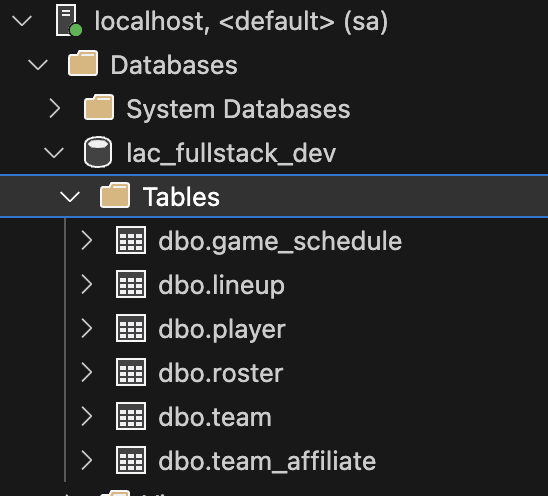 localhost, <default> (sa)
Databases
System Databases
lac_fullstack_dev
Tables
dbo.game_schedule
dbo.lineup
dbo.player
dbo.roster
dbo.team
dbo.team_affiliate